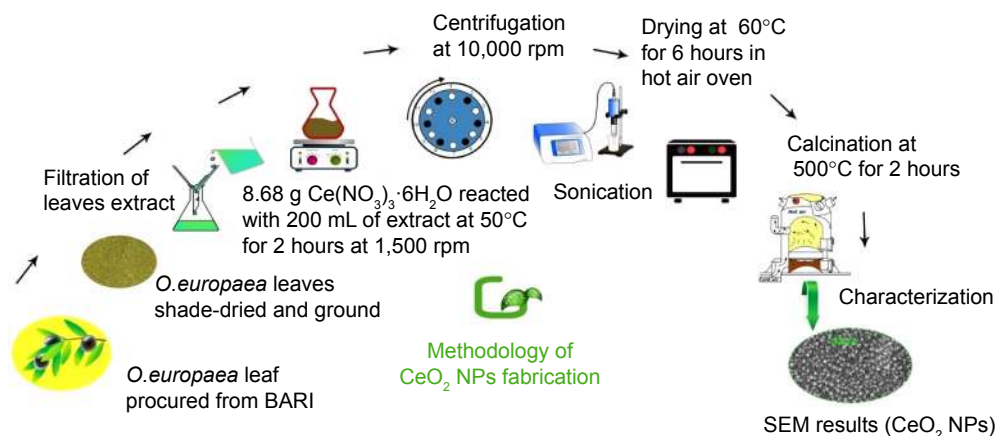 O.europaea leaf
procured from BARI
O.europaea leaves
shade-dried and ground
Filtration of
leaves extract
8.68 g Ce(NO₃)₃·6H₂O reacted
with 200 mL of extract at 50°C
for 2 hours at 1,500 rpm
Centrifugation
at 10,000 rpm
Sonication
Drying at 60°C
for 6 hours in
hot air oven
Calcination at
500°C for 2 hours
Characterization
SEM results (CeO₂ NPs)
Methodology of
CeO₂ NPs fabrication